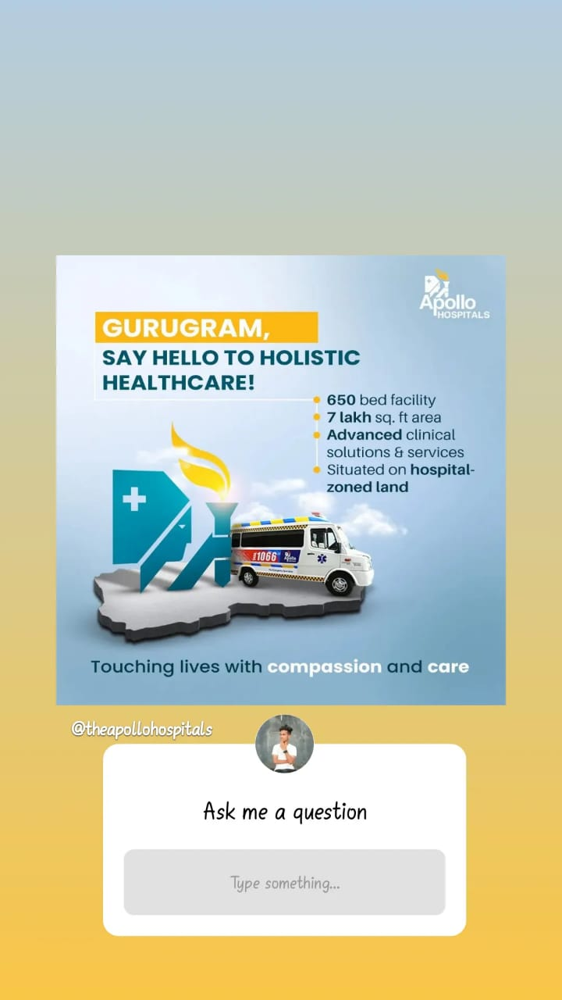 Apollo
HOSPITALS
GURUGRAM,
SAY HELLO TO HOLISTIC
HEALTHCARE!
650 bed facility
7 lakh sq. ft area
Advanced clinical
solutions & services
Situated on hospital-
zoned land
1066
Apollo
Touching lives with compassion and care
@theapollohospitals
Ask me a question
Type something...